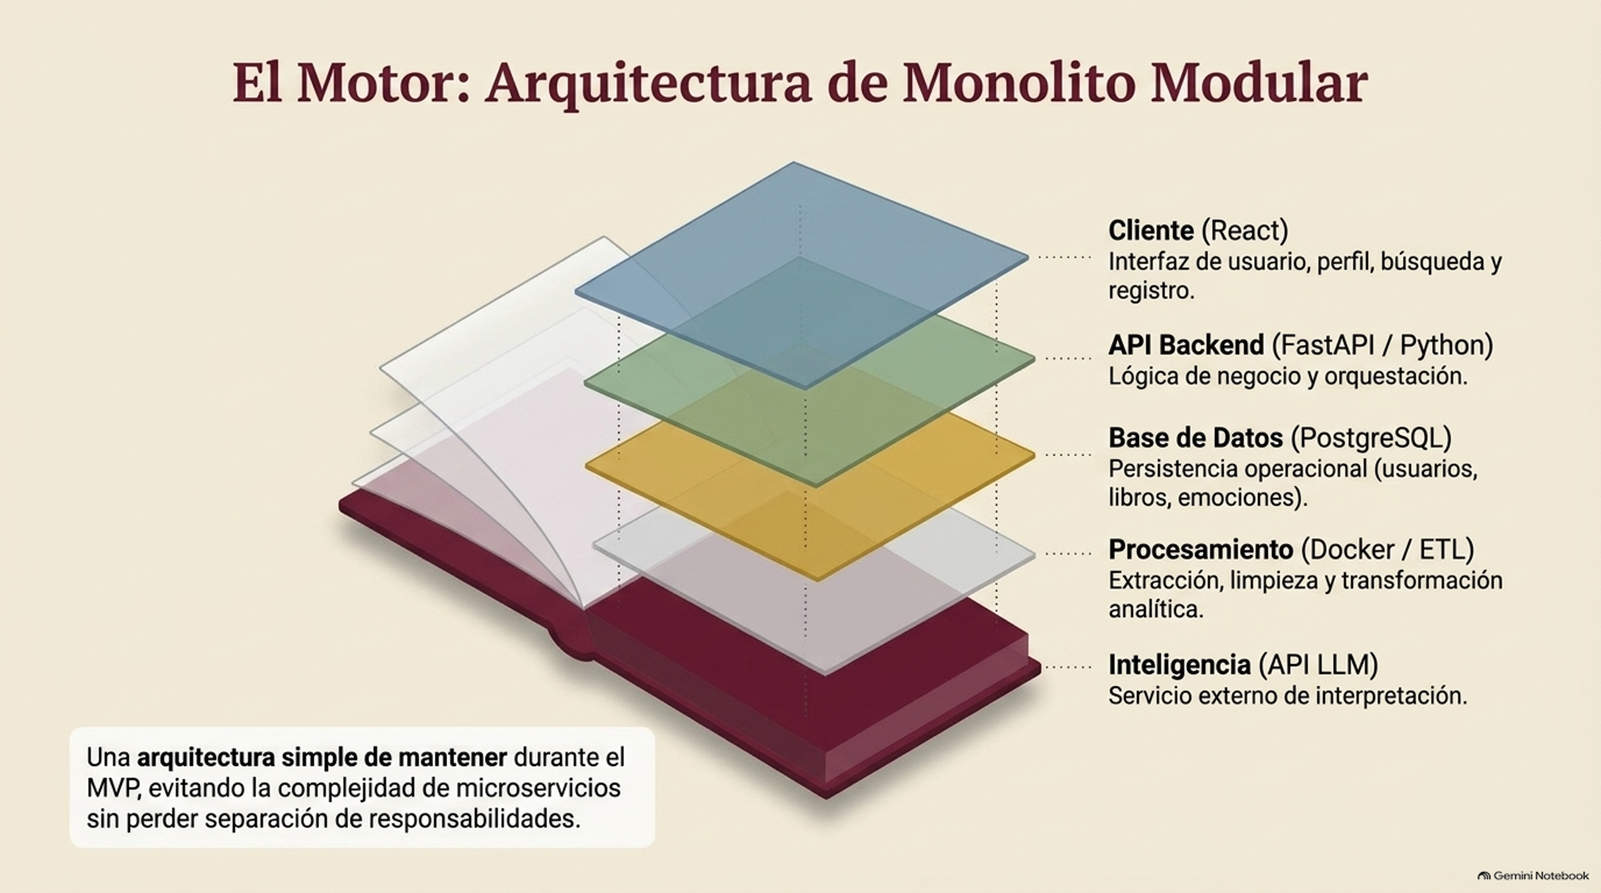 El Motor: Arquitectura de Monolito Modular
Cliente (React)
Interfaz de usuario, perfil, búsqueda y
registro.
API Backend (FastAPI / Python)
Lógica de negocio y orquestación.
Base de Datos (PostgreSQL)
Persistencia operacional (usuarios,
libros, emociones).
Procesamiento (Docker / ETL)
Extracción, limpieza y transformación
analítica.
Inteligencia (API LLM)
Servicio externo de interpretación.
Una arquitectura simple de mantener durante el
MVP, evitando la complejidad de microservicios
sin perder separación de responsabilidades.
Gemini Notebook